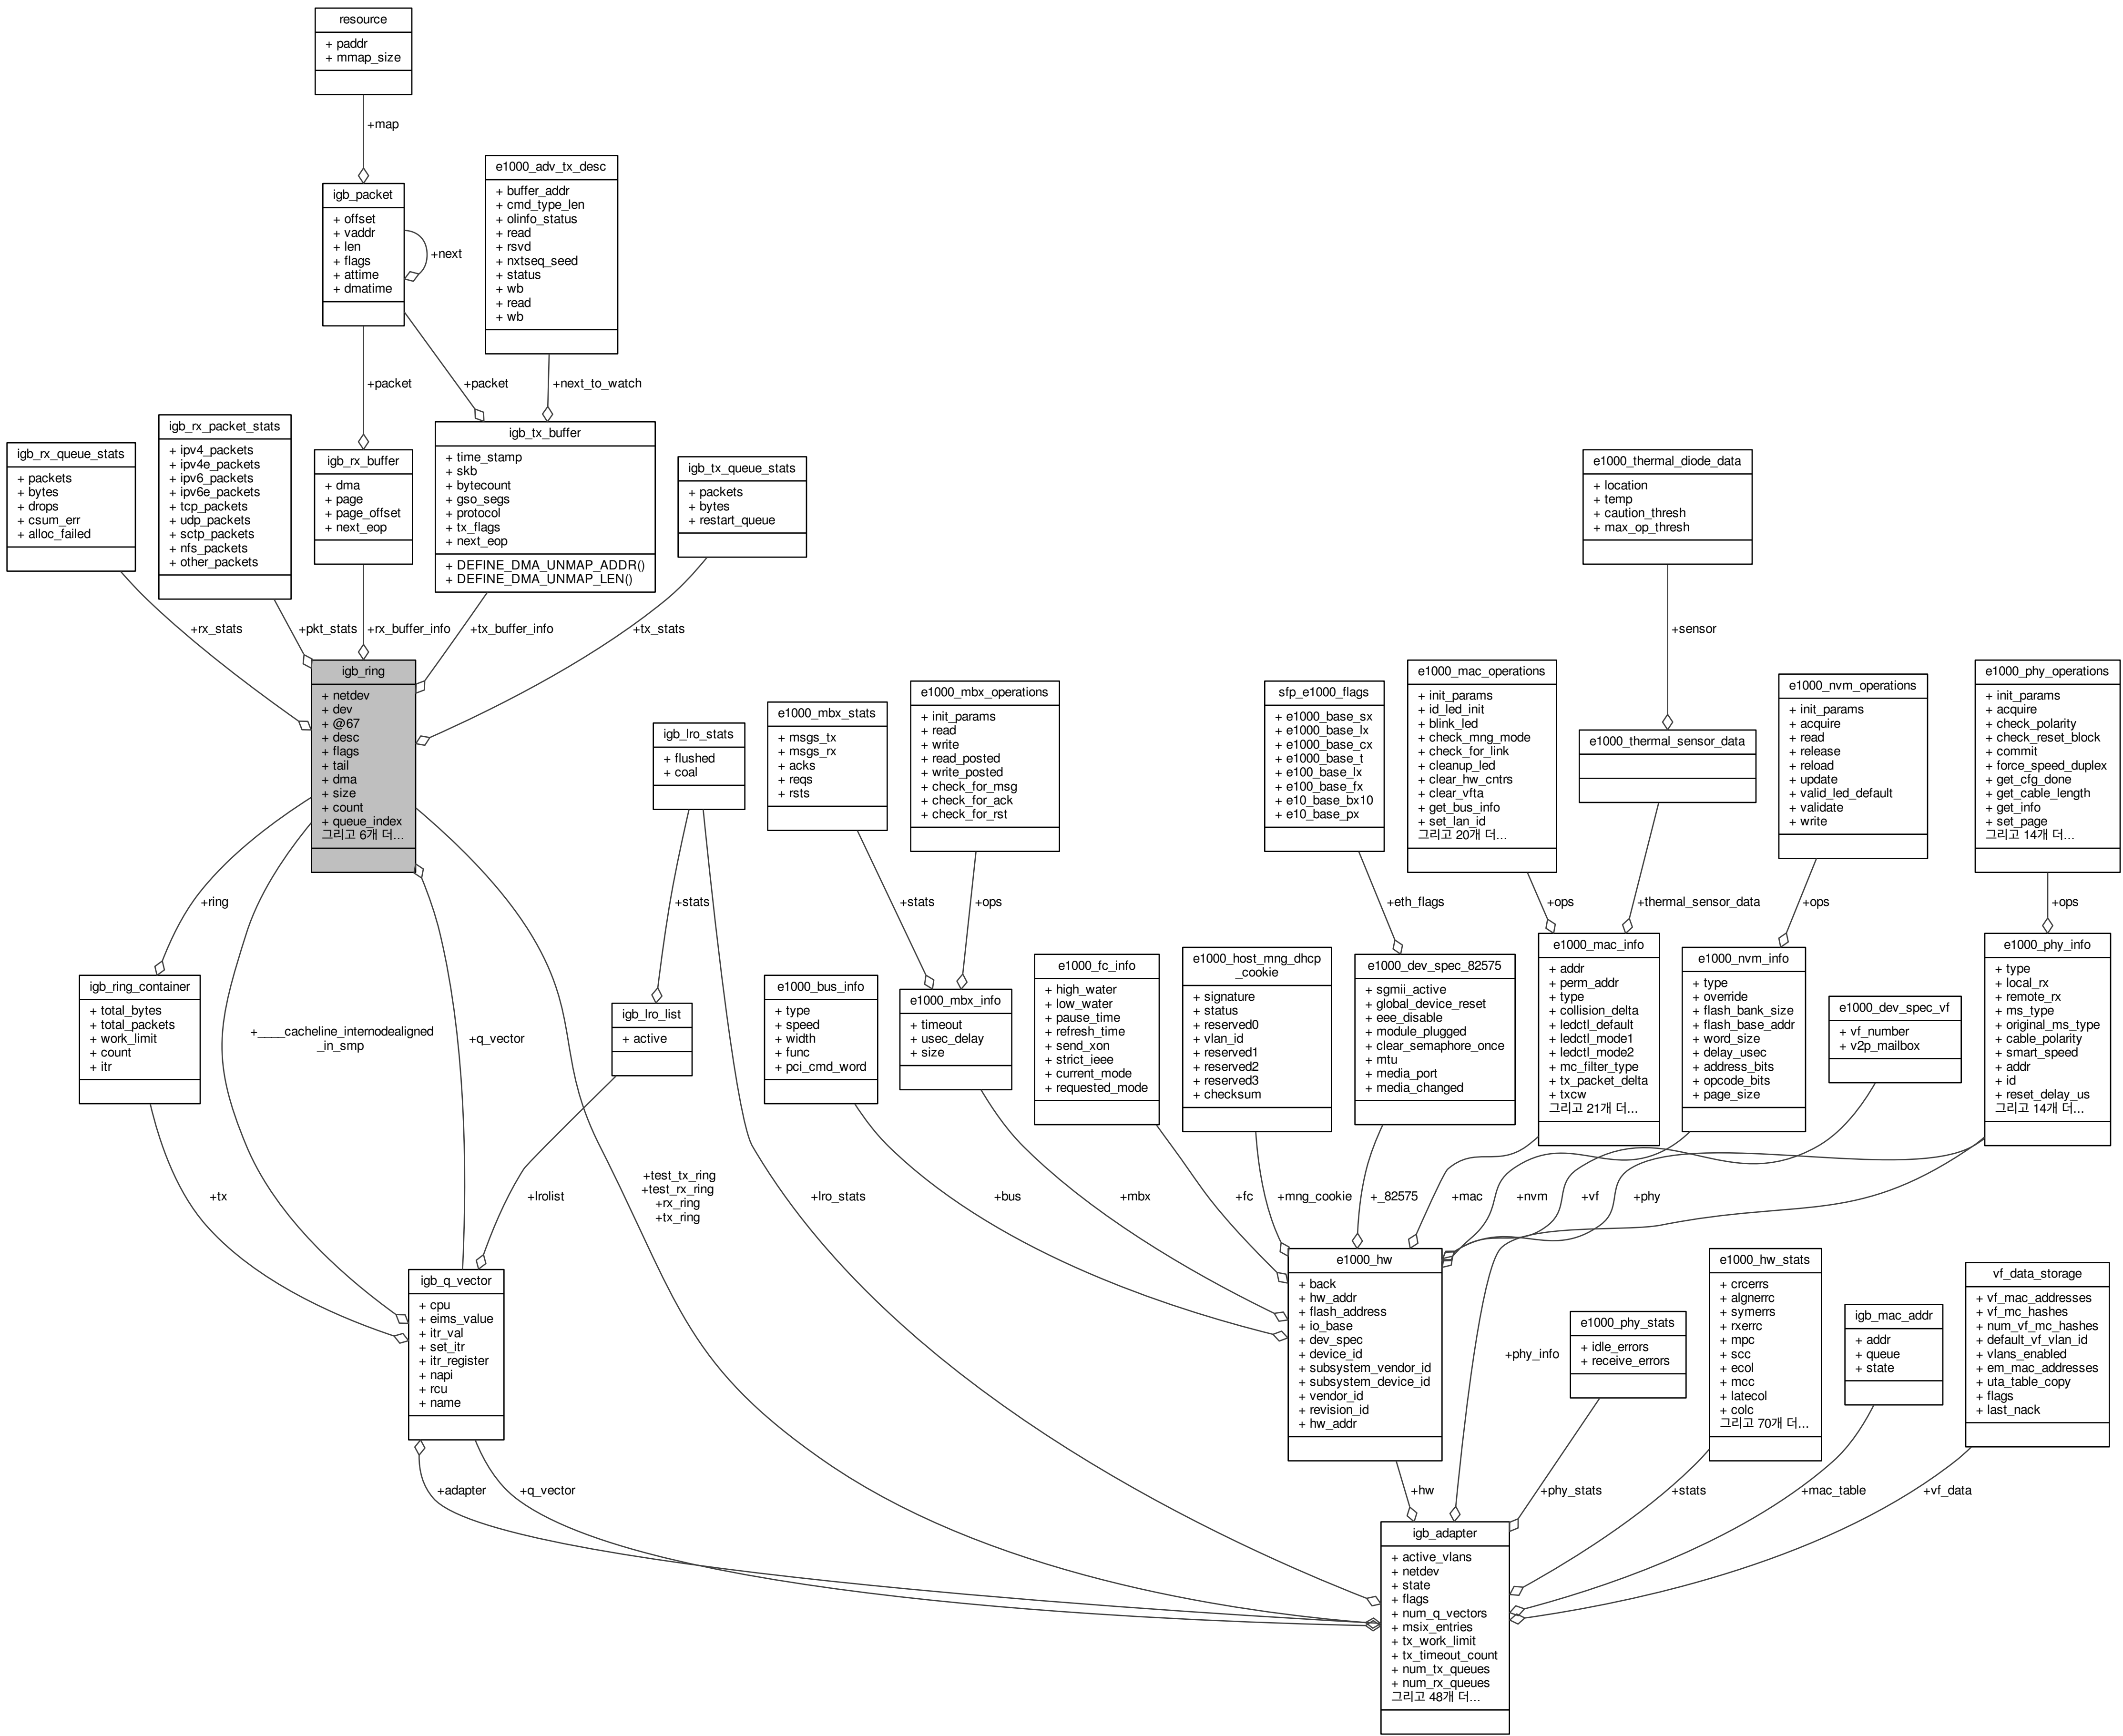 resource
+ paddr
+ mmap_size
+map
igb_packet
+ offset
+ vaddr
+ len
+ flags
+ attime
+ dmatime
+next
e1000_adv_tx_desc
+ buffer_addr
+ cmd_type_len
+ olinfo_status
+ read
+ rsvd
+ nxtseq_seed
+ status
+ wb
+ read
+ wb
+packet
+packet
+next_to_watch
igb_rx_queue_stats
+ packets
+ bytes
+ drops
+ csum_err
+ alloc_failed
igb_rx_packet_stats
+ ipv4_packets
+ ipv4e_packets
+ ipv6_packets
+ ipv6e_packets
+ tcp_packets
+ udp_packets
+ sctp_packets
+ nfs_packets
+ other_packets
igb_rx_buffer
+ dma
+ page
+ page_offset
+ next_eop
igb_tx_buffer
+ time_stamp
+ skb
+ bytecount
+ gso_segs
+ protocol
+ tx_flags
+ next_eop
+ DEFINE_DMA_UNMAP_ADDR()
+ DEFINE_DMA_UNMAP_LEN()
igb_tx_queue_stats
+ packets
+ bytes
+ restart_queue
e1000_thermal_diode_data
+ location
+ temp
+ caution_thresh
+ max_op_thresh
+rx_stats
+pkt_stats
+rx_buffer_info
+tx_buffer_info
+tx_stats
+sensor
igb_ring
+ netdev
+ dev
+ @67
+ desc
+ flags
+ tail
+ dma
+ size
+ count
+ queue_index
그리고 6개 더...
igb_lro_stats
+ flushed
+ coal
e1000_mbx_stats
+ msgs_tx
+ msgs_rx
+ acks
+ reqs
+ rsts
e1000_mbx_operations
+ init_params
+ read
+ write
+ read_posted
+ write_posted
+ check_for_msg
+ check_for_ack
+ check_for_rst
sfp_e1000_flags
+ e1000_base_sx
+ e1000_base_lx
+ e1000_base_cx
+ e1000_base_t
+ e100_base_lx
+ e100_base_fx
+ e10_base_bx10
+ e10_base_px
e1000_mac_operations
+ init_params
+ id_led_init
+ blink_led
+ check_mng_mode
+ check_for_link
+ cleanup_led
+ clear_hw_cntrs
+ clear_vfta
+ get_bus_info
+ set_lan_id
그리고 20개 더...
e1000_thermal_sensor_data
e1000_nvm_operations
+ init_params
+ acquire
+ read
+ release
+ reload
+ update
+ valid_led_default
+ validate
+ write
e1000_phy_operations
+ init_params
+ acquire
+ check_polarity
+ check_reset_block
+ commit
+ force_speed_duplex
+ get_cfg_done
+ get_cable_length
+ get_info
+ set_page
그리고 14개 더...
+ring
+stats
+stats
+ops
+eth_flags
+ops
+thermal_sensor_data
+ops
+ops
igb_ring_container
+ total_bytes
+ total_packets
+ work_limit
+ count
+ itr
+____cacheline_internodealigned
_in_smp
+q_vector
igb_lro_list
+ active
e1000_bus_info
+ type
+ speed
+ width
+ func
+ pci_cmd_word
e1000_mbx_info
+ timeout
+ usec_delay
+ size
e1000_fc_info
+ high_water
+ low_water
+ pause_time
+ refresh_time
+ send_xon
+ strict_ieee
+ current_mode
+ requested_mode
e1000_host_mng_dhcp
_cookie
+ signature
+ status
+ reserved0
+ vlan_id
+ reserved1
+ reserved2
+ reserved3
+ checksum
e1000_dev_spec_82575
+ sgmii_active
+ global_device_reset
+ eee_disable
+ module_plugged
+ clear_semaphore_once
+ mtu
+ media_port
+ media_changed
e1000_mac_info
+ addr
+ perm_addr
+ type
+ collision_delta
+ ledctl_default
+ ledctl_mode1
+ ledctl_mode2
+ mc_filter_type
+ tx_packet_delta
+ txcw
그리고 21개 더...
e1000_nvm_info
+ type
+ override
+ flash_bank_size
+ flash_base_addr
+ word_size
+ delay_usec
+ address_bits
+ opcode_bits
+ page_size
e1000_dev_spec_vf
+ vf_number
+ v2p_mailbox
e1000_phy_info
+ type
+ local_rx
+ remote_rx
+ ms_type
+ original_ms_type
+ cable_polarity
+ smart_speed
+ addr
+ id
+ reset_delay_us
그리고 14개 더...
+tx
+lrolist
+test_tx_ring
+test_rx_ring
+rx_ring
+tx_ring
+lro_stats
+bus
+mbx
+fc
+mng_cookie
+_82575
+mac
+nvm
+vf
+phy
igb_q_vector
+ cpu
+ eims_value
+ itr_val
+ set_itr
+ itr_register
+ napi
+ rcu
+ name
e1000_hw
+ back
+ hw_addr
+ flash_address
+ io_base
+ dev_spec
+ device_id
+ subsystem_vendor_id
+ subsystem_device_id
+ vendor_id
+ revision_id
+ hw_addr
+phy_info
e1000_phy_stats
+ idle_errors
+ receive_errors
e1000_hw_stats
+ crcerrs
+ algnerrc
+ symerrs
+ rxerrc
+ mpc
+ scc
+ ecol
+ mcc
+ latecol
+ colc
그리고 70개 더...
igb_mac_addr
+ addr
+ queue
+ state
vf_data_storage
+ vf_mac_addresses
+ vf_mc_hashes
+ num_vf_mc_hashes
+ default_vf_vlan_id
+ vlans_enabled
+ em_mac_addresses
+ uta_table_copy
+ flags
+ last_nack
+adapter
+q_vector
+hw
+phy_stats
+stats
+mac_table
+vf_data
igb_adapter
+ active_vlans
+ netdev
+ state
+ flags
+ num_q_vectors
+ msix_entries
+ tx_work_limit
+ tx_timeout_count
+ num_tx_queues
+ num_rx_queues
그리고 48개 더...